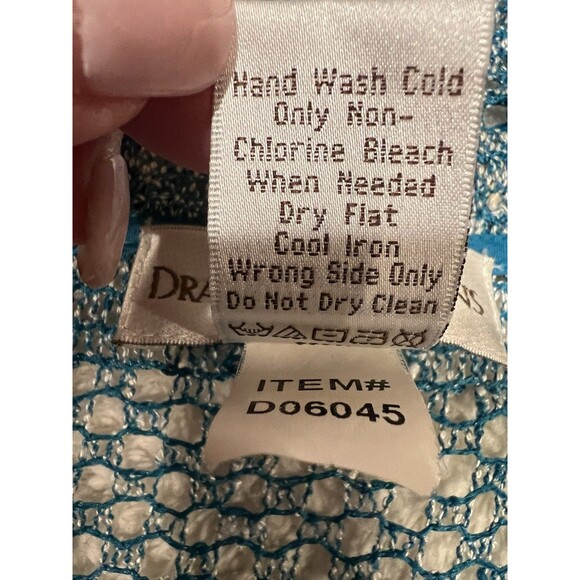 Hand Wash Cold
Only Non-
Chlorine Bleach
When Needed
Dry Flat
Cool Iron
Wrong Side Only
Do Not Dry Clean
ITEM#
D06045